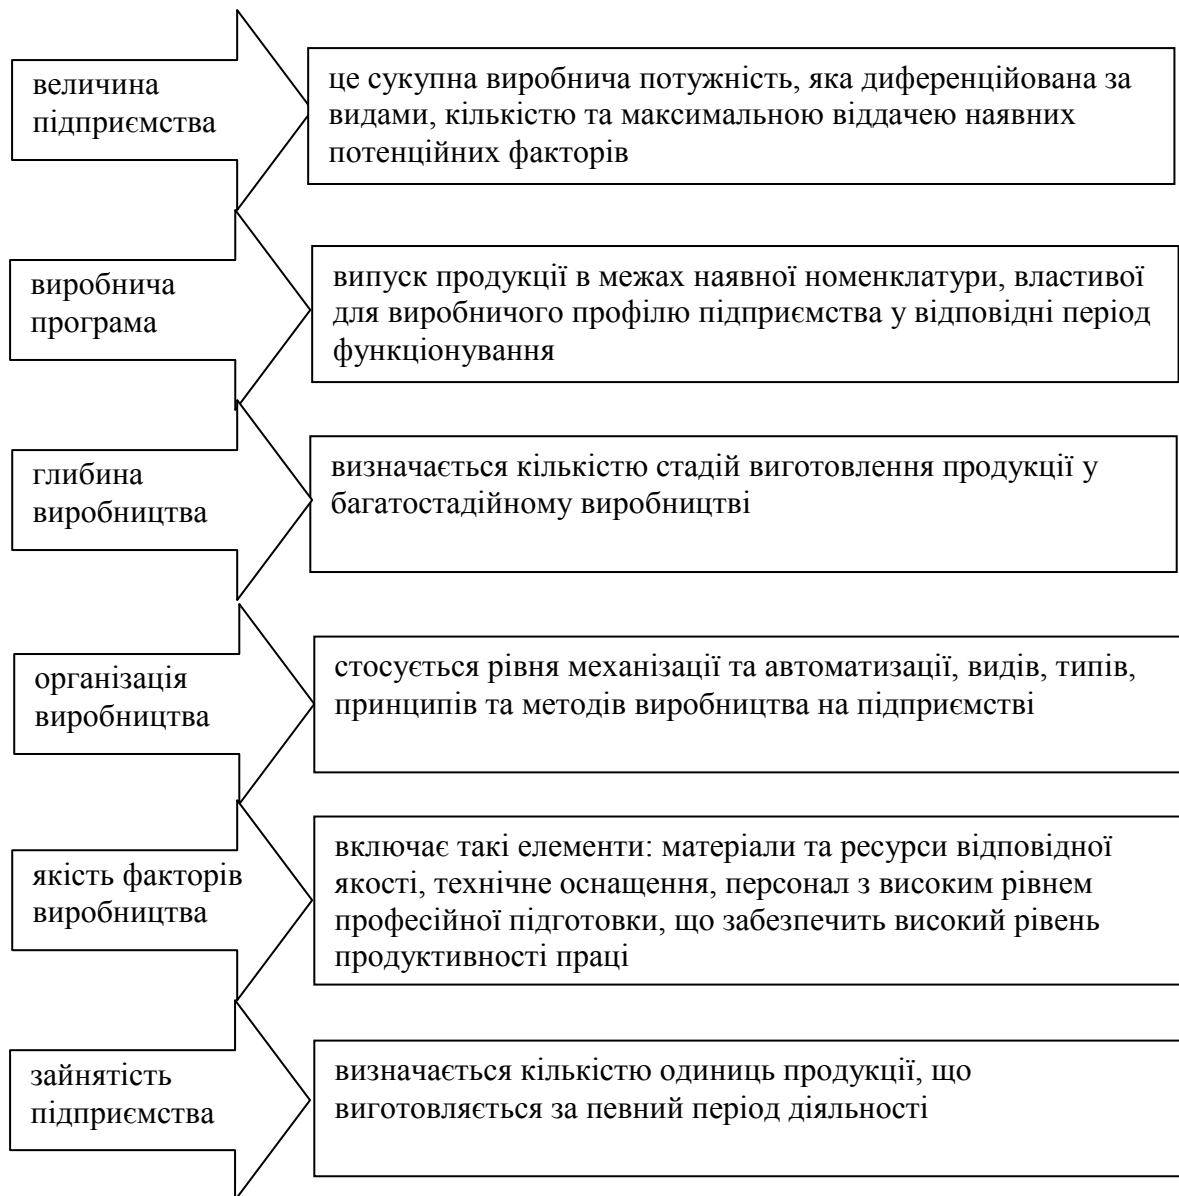 величина
підприємства
це сукупна виробнича потужність, яка диференційована за
видами, кількістю та максимальною віддачею наявних
потенційних факторів
виробнича
програма
випуск продукції в межах наявної номенклатури, властивої
для виробничого профілю підприємства у відповідні період
функціонування
глибина
виробництва
визначається кількістю стадій виготовлення продукції у
багатостадійному виробництві
організація
виробництва
стосується рівня механізації та автоматизації, видів, типів,
принципів та методів виробництва на підприємстві
якість факторів
виробництва
включає такі елементи: матеріали та ресурси відповідної
якості, технічне оснащення, персонал з високим рівнем
професійної підготовки, що забезпечить високий рівень
продуктивності праці
зайнятість
підприємства
визначається кількістю одиниць продукції, що
виготовляється за певний період діяльності